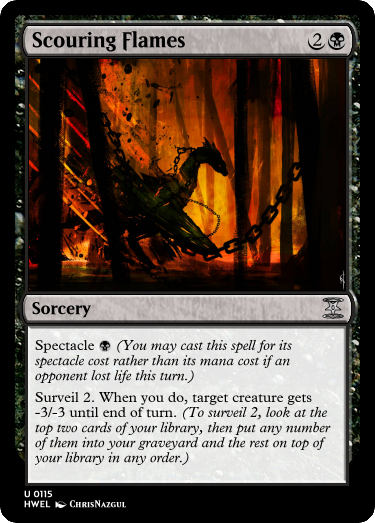 Scouring Flames 2
Sorcery
Spectacle (You may cast this spell for its
spectacle cost rather than its mana cost if an
opponent lost life this turn.)
Surveil 2. When you do, target creature gets
-3/-3 until end of turn. (To surveil 2, look at the
top two cards of your library, then put any number
of them into your graveyard and the rest on top of
your library in any order.)
U 0115
HWEL ChrisNazgul